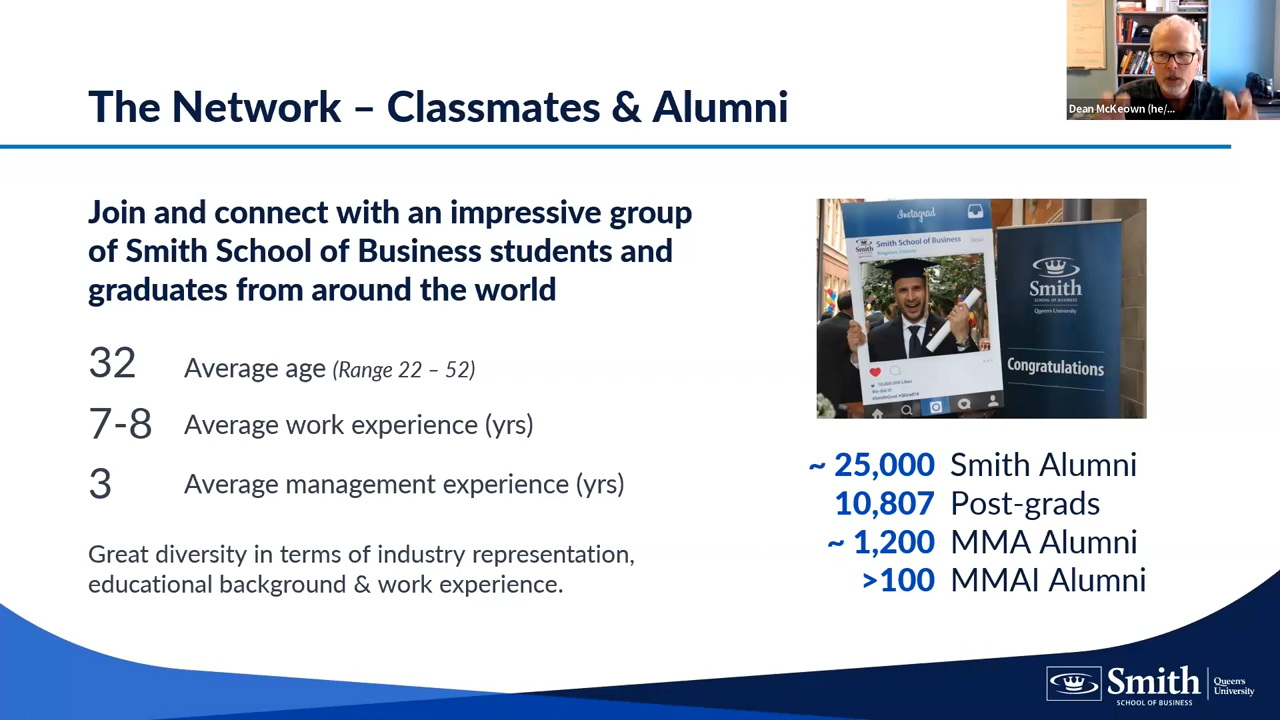 The Network – Classmates & Alumni
Dean McKeown (he/...
Join and connect with an impressive group
of Smith School of Business students and
graduates from around the world
32 Average age (Range 22 – 52)
7-8 Average work experience (yrs)
3 Average management experience (yrs)
Great diversity in terms of industry representation,
educational background & work experience.
Instagrad
Smith School of Business
Smith
SCHOOL OF BUSINESS
Queen's University
Congratulations
We did it!
~ 25,000 Smith Alumni
10,807 Post-grads
~ 1,200 MMA Alumni
>100 MMAI Alumni
Smith
SCHOOL OF BUSINESS
Queen's
University